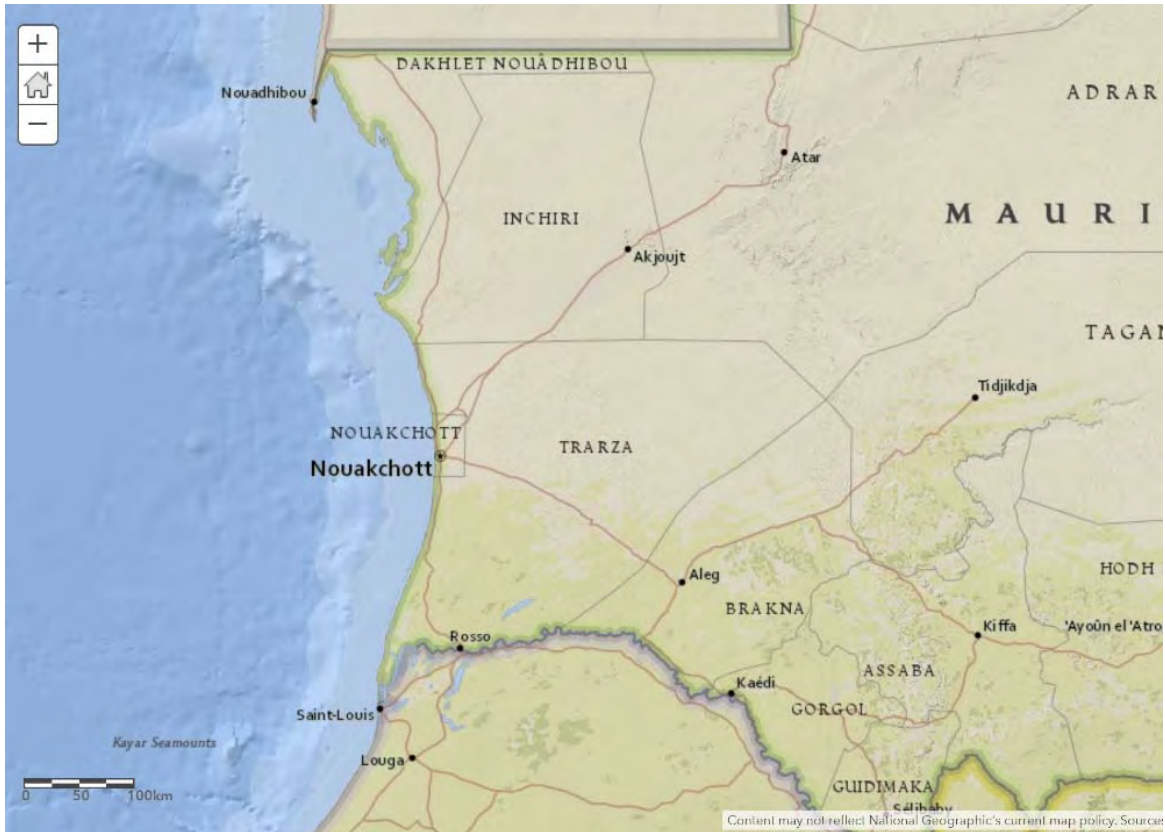 +
−
DAKHLET NOUÂDHIBOU
Nouadhibou
ADRAR
Atar
INCHIRI
MAURI
Akjoujt
TAGAN
Tidjikdja
NOUAKCHOTT
Nouakchott
TRARZA
Aleg
HODH
BRAKNA
Kiffa
'Ayoûn el 'Atro
Rosso
ASSABA
Kaédi
GORGOL
Saint-Louis
Kayar Seamounts
Louga
0 50 100km
GUIDIMAKA
Sélibaby
Content may not reflect National Geographic's current map policy. Sources